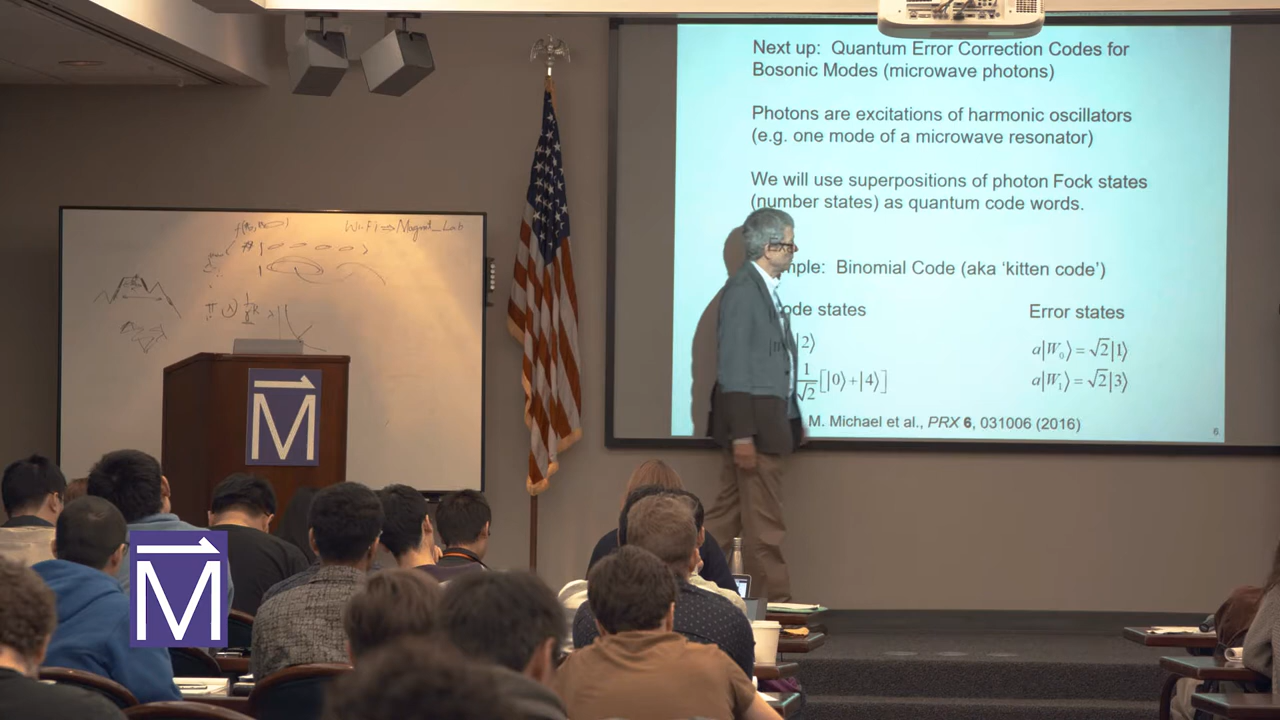 Next up: Quantum Error Correction Codes for
Bosonic Modes (microwave photons)
Photons are excitations of harmonic oscillators
(e.g. one mode of a microwave resonator)
We will use superpositions of photon Fock states
(number states) as quantum code words.
Binomial Code (aka ‘kitten code’)
states
Error states
|2⟩
a|W₀⟩ = √2|1⟩
1/√2 [|0⟩+|4⟩]
a|W₁⟩ = √2|3⟩
M. Michael et al., PRX 6, 031006 (2016)
6
Wi-Fi ⇒ Magnet_Lab
M
M